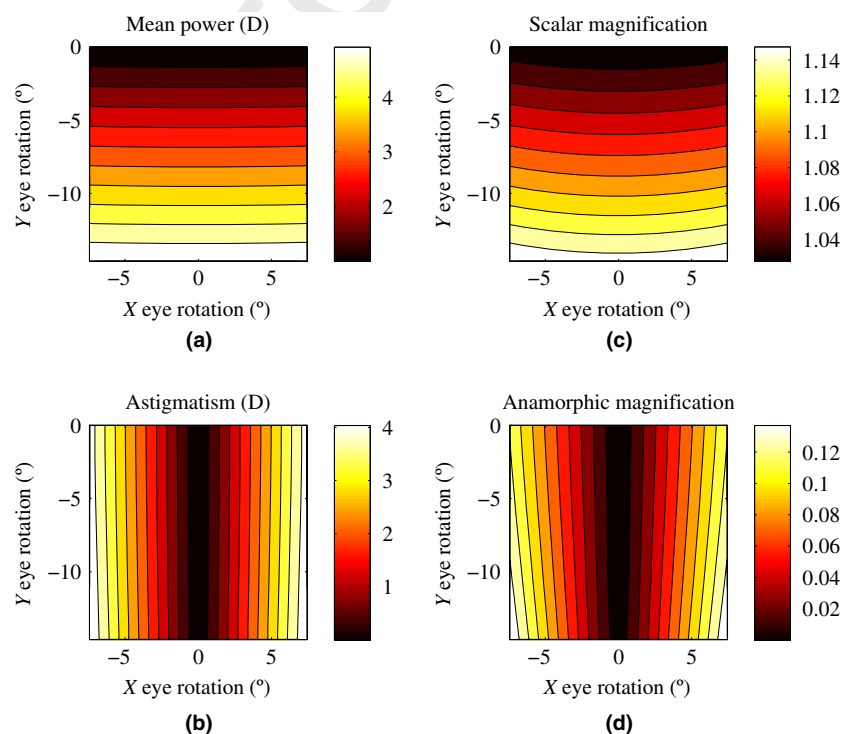 Mean power (D)
0
−5
−10
Y eye rotation (º)
−5 0 5
X eye rotation (º)
4
3
2
(a)
Scalar magnification
0
−5
−10
Y eye rotation (º)
−5 0 5
X eye rotation (º)
1.14
1.12
1.1
1.08
1.06
1.04
(c)
Astigmatism (D)
0
−5
−10
Y eye rotation (º)
−5 0 5
X eye rotation (º)
4
3
2
1
(b)
Anamorphic magnification
0
−5
−10
Y eye rotation (º)
−5 0 5
X eye rotation (º)
0.12
0.1
0.08
0.06
0.04
0.02
(d)